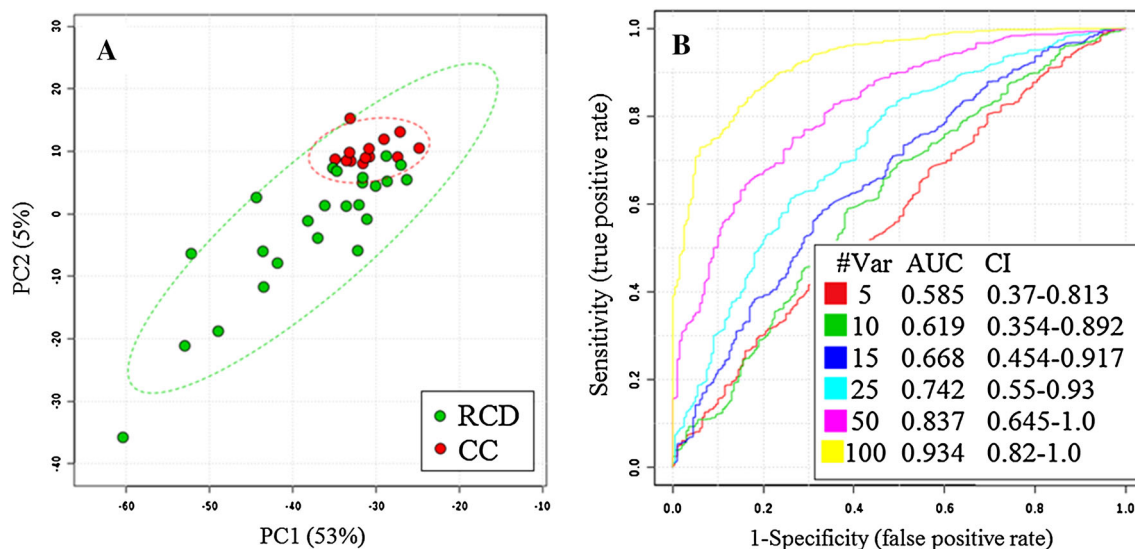 A
PC2 (5%)
30
20
10
0
-10
-20
-30
-40
-60
-50
-40
-30
-20
-10
PC1 (53%)
RCD
CC
B
Sensitivity (true positive rate)
1.0
0.8
0.6
0.4
0.2
0.0
0.0
0.2
0.4
0.6
0.8
1.0
1-Specificity (false positive rate)
#Var AUC CI
5 0.585 0.37-0.813
10 0.619 0.354-0.892
15 0.668 0.454-0.917
25 0.742 0.55-0.93
50 0.837 0.645-1.0
100 0.934 0.82-1.0